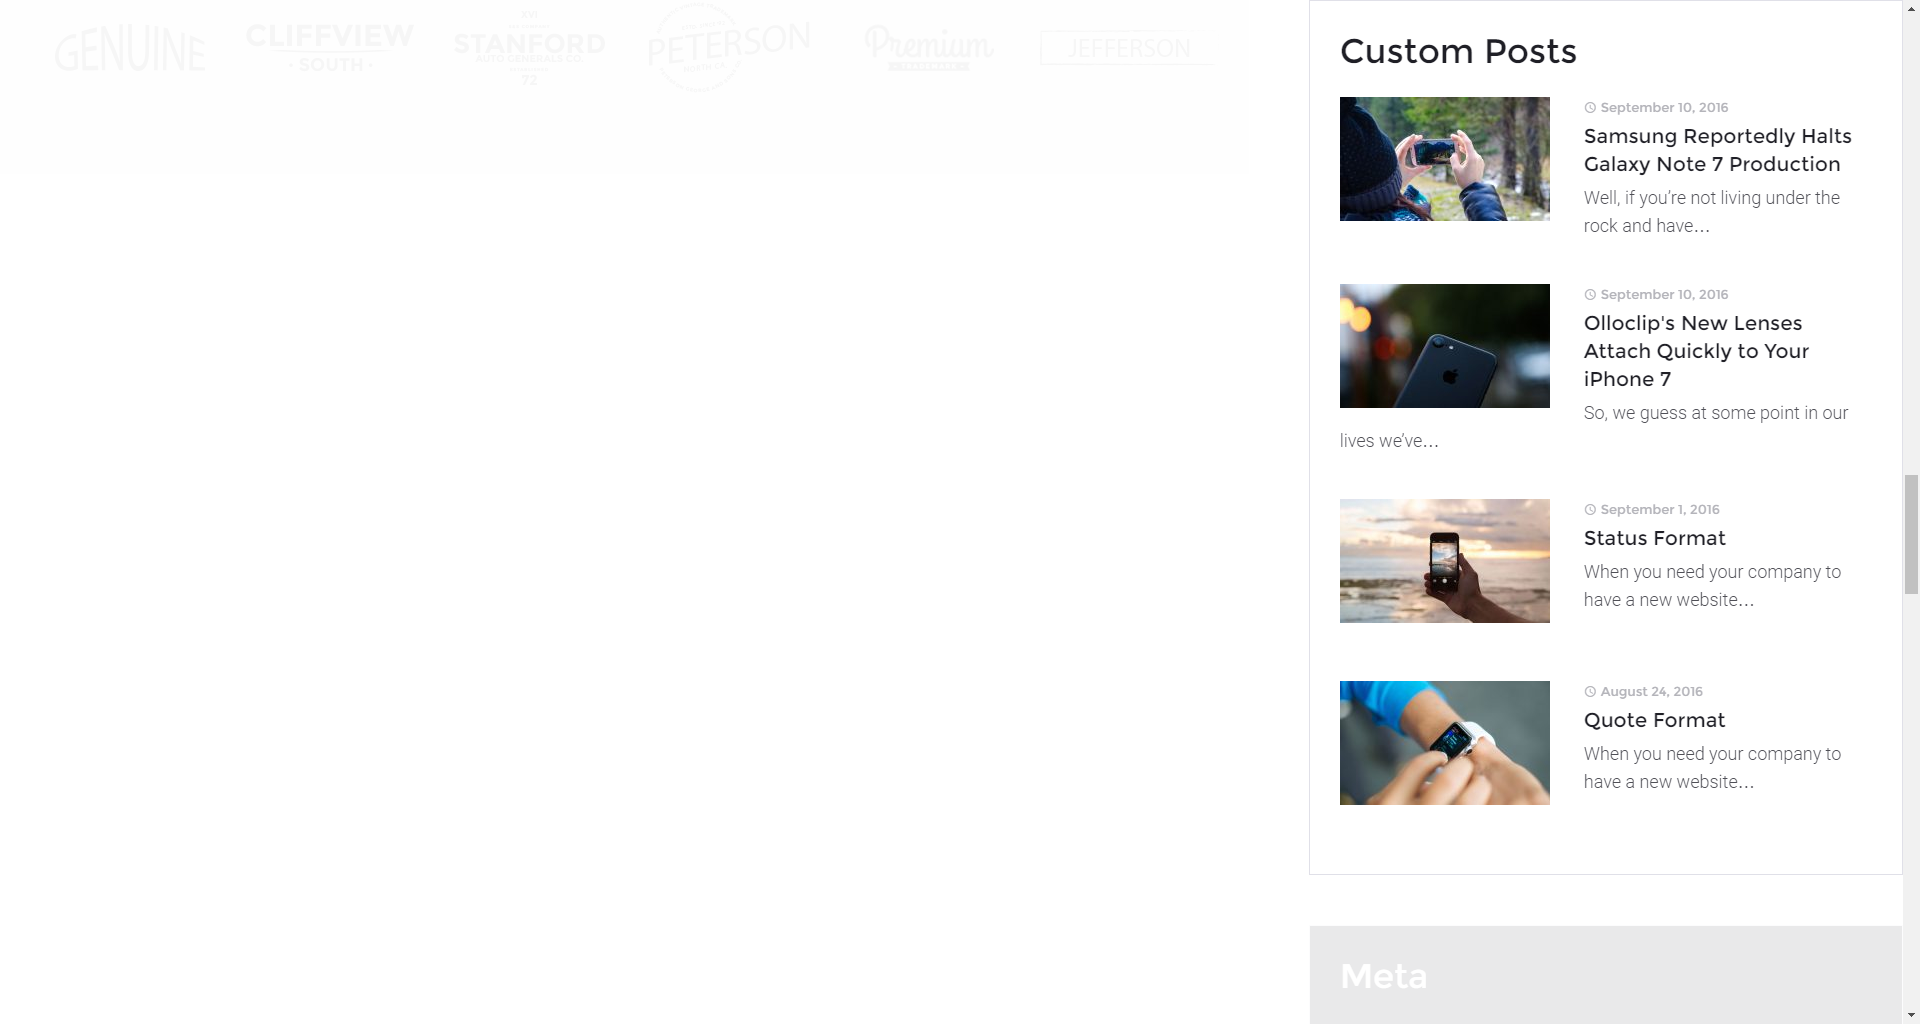 GENUINE
CLIFFVIEW
· SOUTH ·
XVI
STANFORD
AUTO GENERALS CO.
72
PETERSON
NORTH CO.
Premium
TRADEMARK
JEFFERSON
Custom Posts
September 10, 2016
Samsung Reportedly Halts
Galaxy Note 7 Production
Well, if you’re not living under the
rock and have…
September 10, 2016
Olloclip's New Lenses
Attach Quickly to Your
iPhone 7
So, we guess at some point in our
lives we’ve…
September 1, 2016
Status Format
When you need your company to
have a new website…
August 24, 2016
Quote Format
When you need your company to
have a new website…
Meta